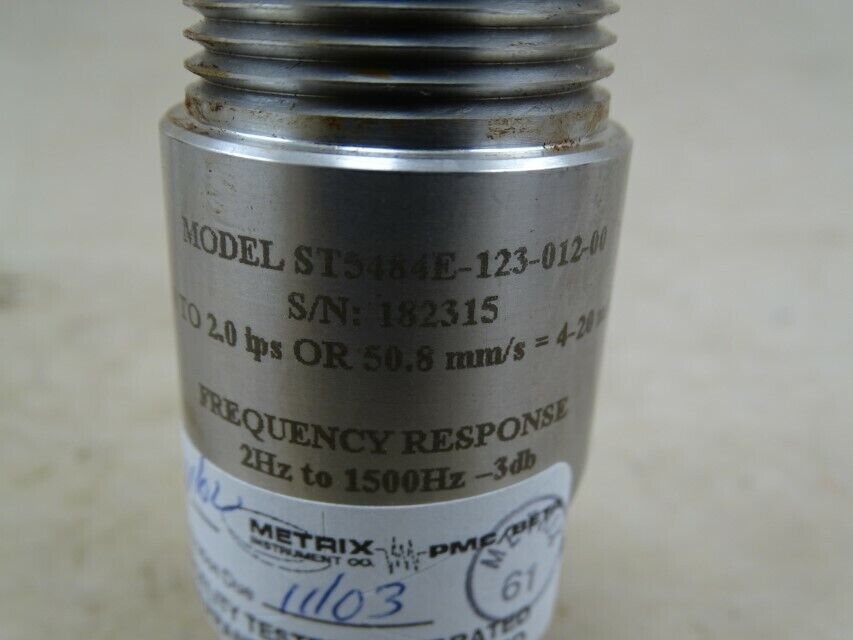 MODEL ST5484E-123-012-00
S/N: 182315
TO 2.0 ips OR 50.8 mm/s = 4-20
FREQUENCY RESPONSE
2Hz to 1500Hz -3db
METRIX PMC/BETA
INSTRUMENT CO.
61
Due 11/03